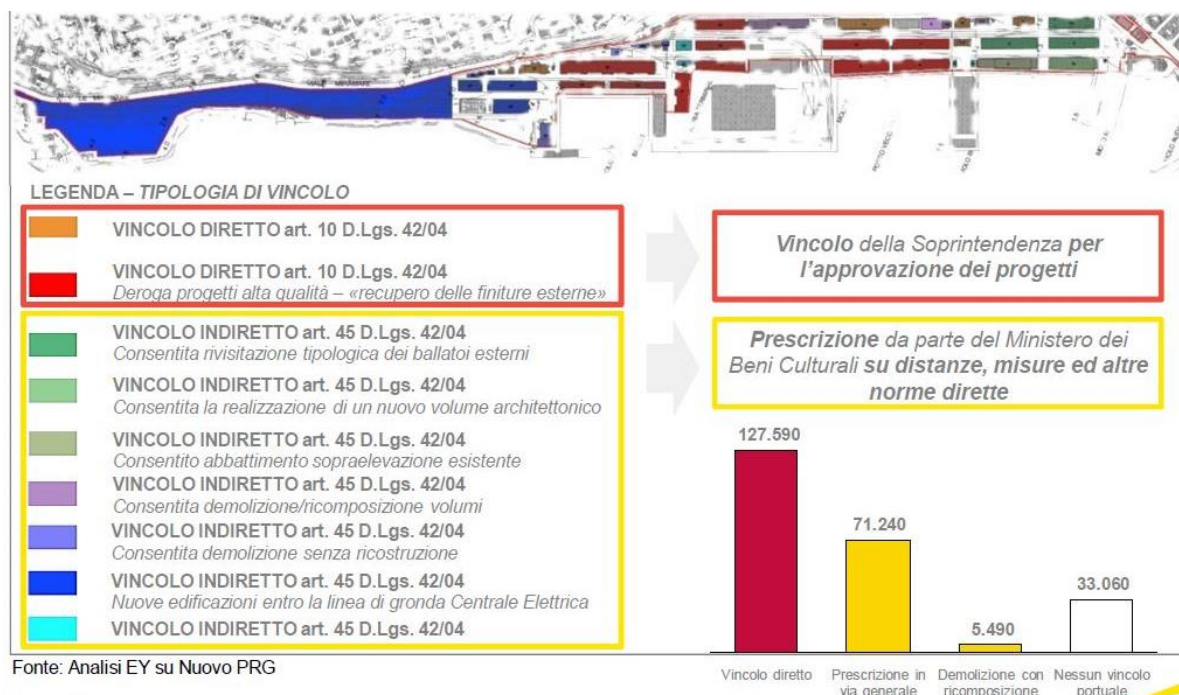 LEGENDA – TIPOLOGIA DI VINCOLO
VINCOLO DIRETTO art. 10 D.Lgs. 42/04
VINCOLO DIRETTO art. 10 D.Lgs. 42/04
Deroga progetti alta qualità – «recupero delle finiture esterne»
VINCOLO INDIRETTO art. 45 D.Lgs. 42/04
Consentita rivisitazione tipologica dei ballatoi esterni
VINCOLO INDIRETTO art. 45 D.Lgs. 42/04
Consentita la realizzazione di un nuovo volume architettonico
VINCOLO INDIRETTO art. 45 D.Lgs. 42/04
Consentito abbattimento sopraelevazione esistente
VINCOLO INDIRETTO art. 45 D.Lgs. 42/04
Consentita demolizione/ricomposizione volumi
VINCOLO INDIRETTO art. 45 D.Lgs. 42/04
Consentita demolizione senza ricostruzione
VINCOLO INDIRETTO art. 45 D.Lgs. 42/04
Nuove edificazioni entro la linea di gronda Centrale Elettrica
VINCOLO INDIRETTO art. 45 D.Lgs. 42/04
Vincolo della Soprintendenza per
l'approvazione dei progetti
Prescrizione da parte del Ministero dei
Beni Culturali su distanze, misure ed altre
norme dirette
127.590
71.240
5.490
33.060
Vincolo diretto
Prescrizione in
via generale
Demolizione con
ricomposizione
Nessun vincolo
portuale
Fonte: Analisi EY su Nuovo PRG